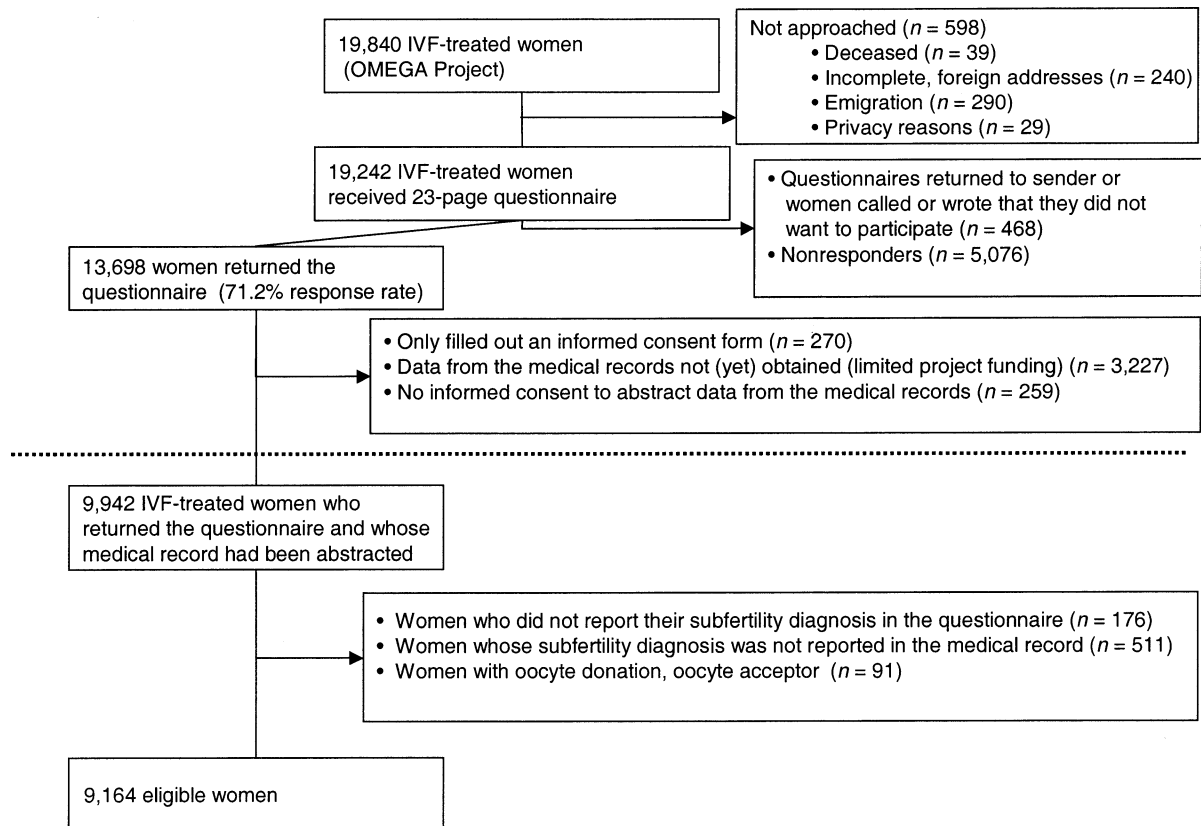 19,840 IVF-treated women
(OMEGA Project)
Not approached (n = 598)
• Deceased (n = 39)
• Incomplete, foreign addresses (n = 240)
• Emigration (n = 290)
• Privacy reasons (n = 29)
19,242 IVF-treated women
received 23-page questionnaire
• Questionnaires returned to sender or
women called or wrote that they did not
want to participate (n = 468)
• Nonresponders (n = 5,076)
13,698 women returned the
questionnaire (71.2% response rate)
• Only filled out an informed consent form (n = 270)
• Data from the medical records not (yet) obtained (limited project funding) (n = 3,227)
• No informed consent to abstract data from the medical records (n = 259)
9,942 IVF-treated women who
returned the questionnaire and whose
medical record had been abstracted
• Women who did not report their subfertility diagnosis in the questionnaire (n = 176)
• Women whose subfertility diagnosis was not reported in the medical record (n = 511)
• Women with oocyte donation, oocyte acceptor (n = 91)
9,164 eligible women